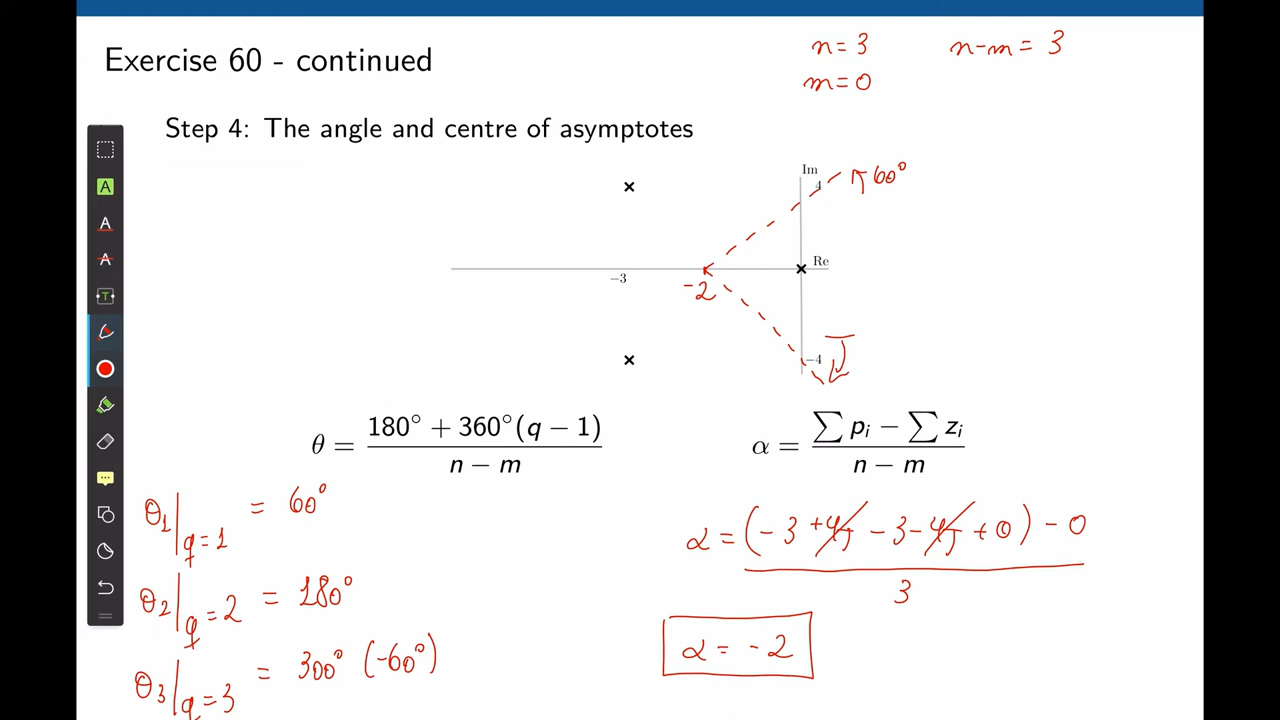 n = 3
n-m = 3
Exercise 60 - continued
m = 0
Step 4: The angle and centre of asymptotes
Im
4
60°
Re
-3
-2
-4
θ = (180° + 360°(q − 1)) / (n − m)
α = (∑ pᵢ − ∑ zᵢ) / (n − m)
θ₁|q=1 = 60°
α = ((-3 +4j -3 -4j +0) - 0) / 3
θ₂|q=2 = 180°
α = -2
θ₃|q=3 = 300° (-60°)